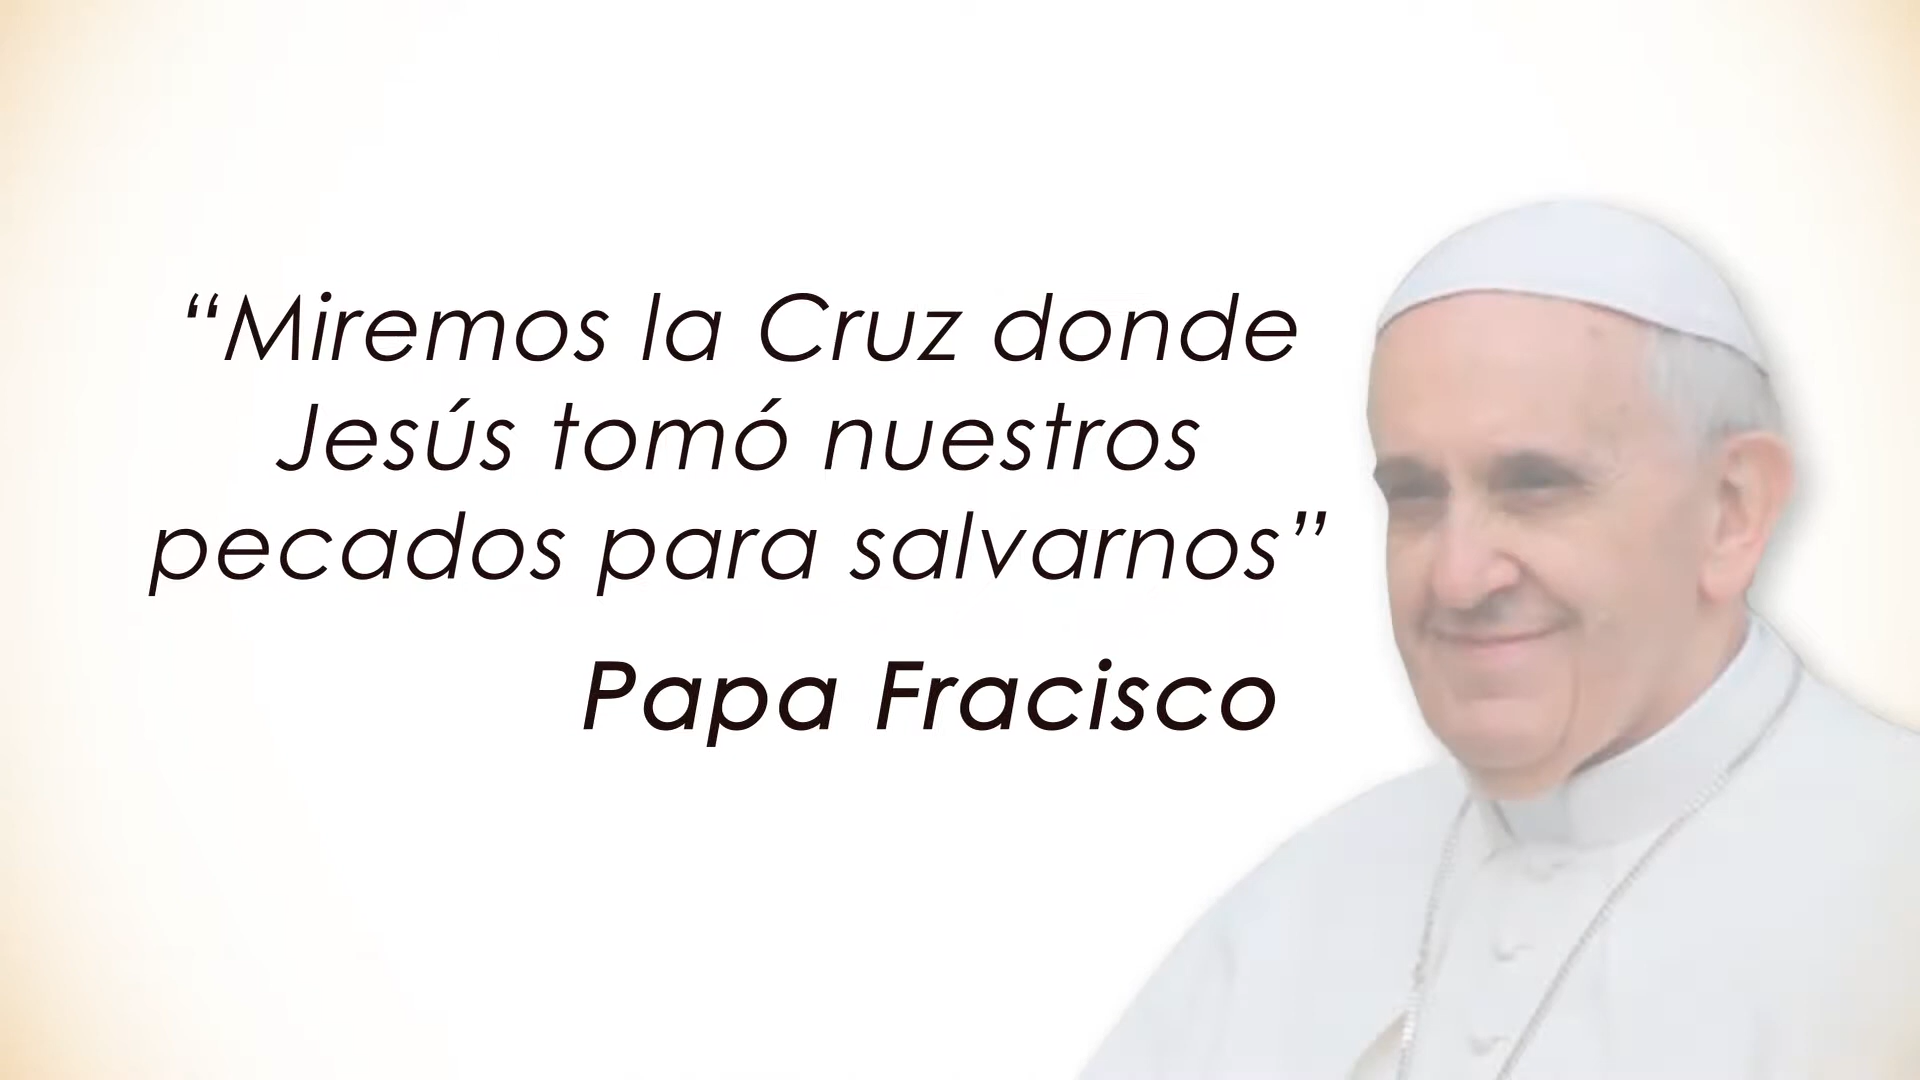 “Miremos la Cruz donde
Jesús tomó nuestros
pecados para salvarnos”
Papa Fracisco